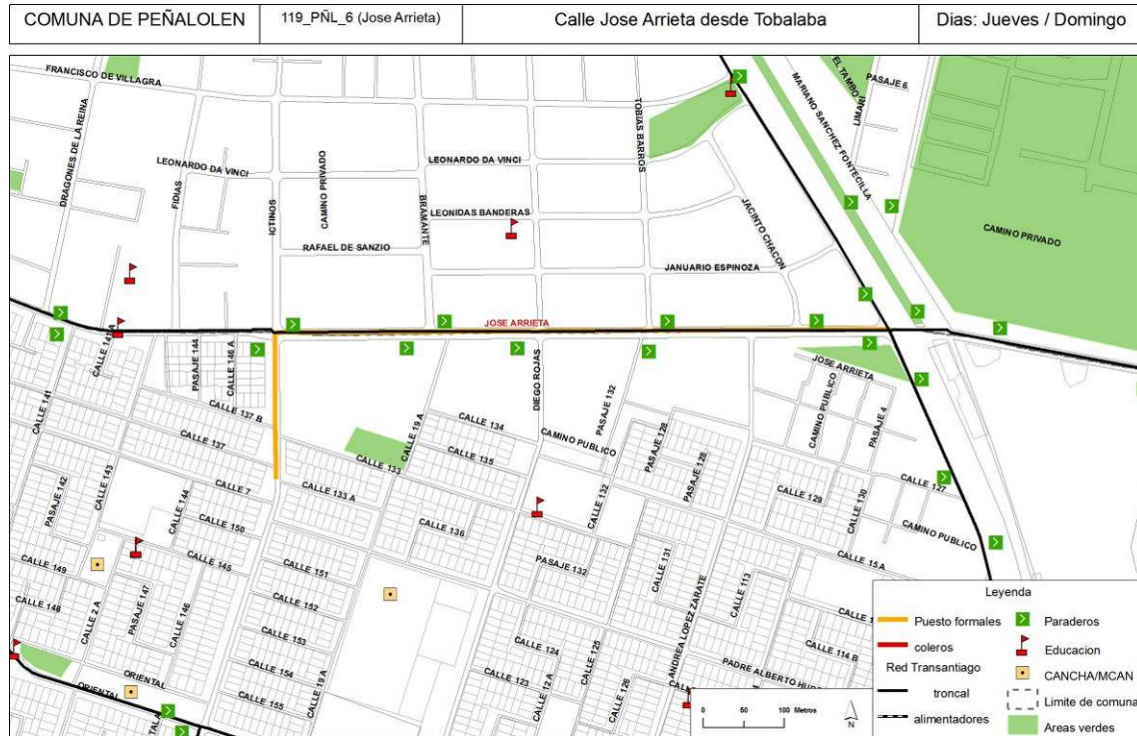 COMUNA DE PEÑALOLEN
119_PÑL_6 (Jose Arrieta)
Calle Jose Arrieta desde Tobalaba
Dias: Jueves / Domingo
FRANCISCO DE VILLAGRA
DRAGONES DE LA REINA
LEONARDO DA VINCI
FIDIAS
ICTINOS
CAMINO PRIVADO
RAFAEL DE SANZIO
BRAMANTE
LEONARDO DA VINCI
LEONIDAS BANDERAS
TOBIAS BARROS
JACINTO CHACON
JANUARIO ESPINOZA
MARIANO SANCHEZ FONTECILLA
EL TAMBO
LIMARI
PASAJE 6
CAMINO PRIVADO
JOSE ARRIETA
CALLE 141 A
PASAJE 144
CALLE 146 A
CALLE 141
CALLE 137 B
CALLE 137
CALLE 143
PASAJE 142
CALLE 7
CALLE 144
CALLE 150
CALLE 145
CALLE 149
CALLE 148
CALLE 2 A
PASAJE 147
CALLE 146
ORIENTAL
ORIENTAL
CALLE 19 A
CALLE 134
CALLE 135
CALLE 133
CALLE 133 A
CALLE 136
CALLE 151
CALLE 152
CALLE 153
CALLE 154
CALLE 155
CALLE 19 A
DIEGO ROJAS
PASAJE 132
CAMINO PUBLICO
PASAJE 128
PASAJE 128
CALLE 132
PASAJE 132
CALLE 131
CALLE 113
CALLE 124
CALLE 123
CALLE 12 A
CALLE 125
CALLE 126
ANDREA LOPEZ ZARATE
JOSE ARRIETA
CAMINO PUBLICO
PASAJE 4
CALLE 127
CALLE 129
CALLE 130
CAMINO PUBLICO
CALLE 15 A
CALLE 114 B
PADRE ALBERTO HUR
Leyenda
Puesto formales
coleros
Red Transantiago
troncal
alimentadores
Paraderos
Educacion
CANCHA/MCAN
Limite de comuna
Areas verdes
0 50 100 Metros
N